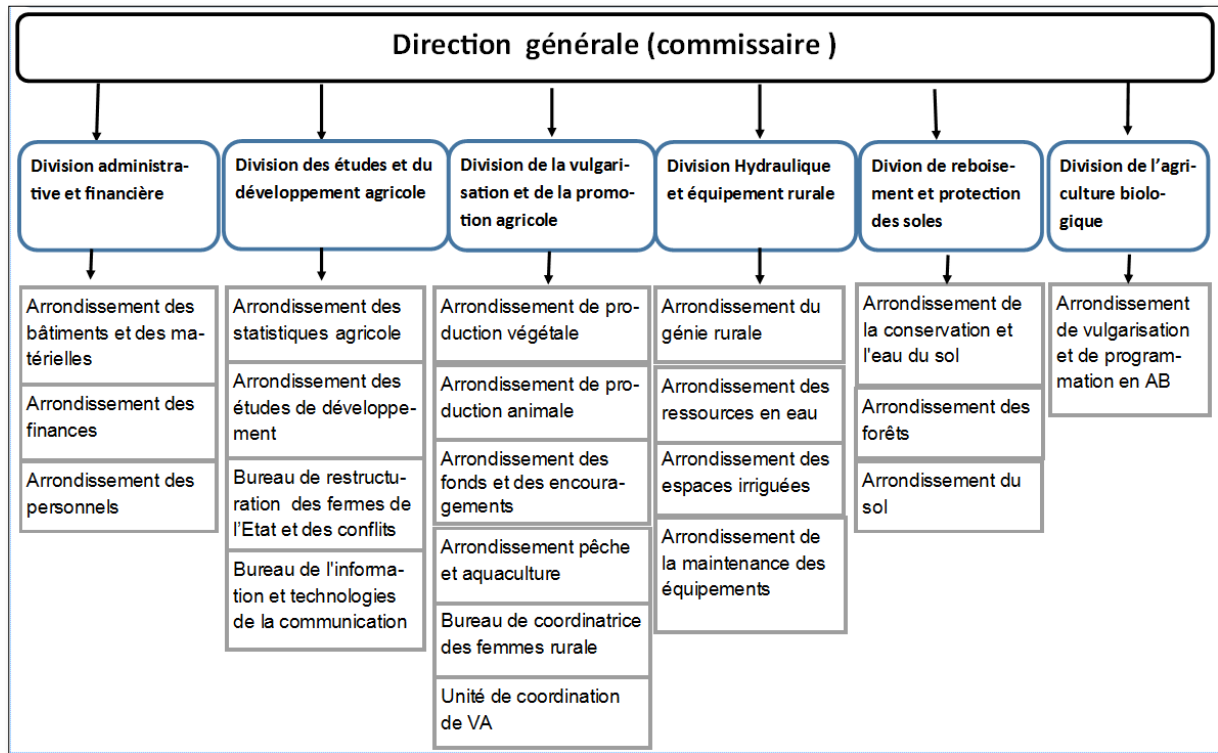 Direction générale (commissaire )
Division administra-
tive et financière
Division des études et du
développement agricole
Division de la vulgari-
sation et de la promo-
tion agricole
Division Hydraulique
et équipement rurale
Divion de reboise-
ment et protection
des soles
Division de l'agri-
culture biolo-
gique
Arrondissement des
bâtiments et des ma-
térielles
Arrondissement des
finances
Arrondissement des
personnels
Arrondissement des
statistiques agricole
Arrondissement des
études de développe-
ment
Bureau de restructu-
ration des fermes de
l'Etat et des conflits
Bureau de l'informa-
tion et technologies
de la communication
Arrondissement de pro-
duction végétale
Arrondissement de pro-
duction animale
Arrondissement des
fonds et des encoura-
gements
Arrondissement pêche
et aquaculture
Bureau de coordinatrice
des femmes rurale
Unité de coordination
de VA
Arrondissement du
génie rurale
Arrondissement des
ressources en eau
Arrondissement des
espaces irriguées
Arrondissement de
la maintenance des
équipements
Arrondissement de
la conservation et
l'eau du sol
Arrondissement des
forêts
Arrondissement du
sol
Arrondissement
de vulgarisation
et de program-
mation en AB